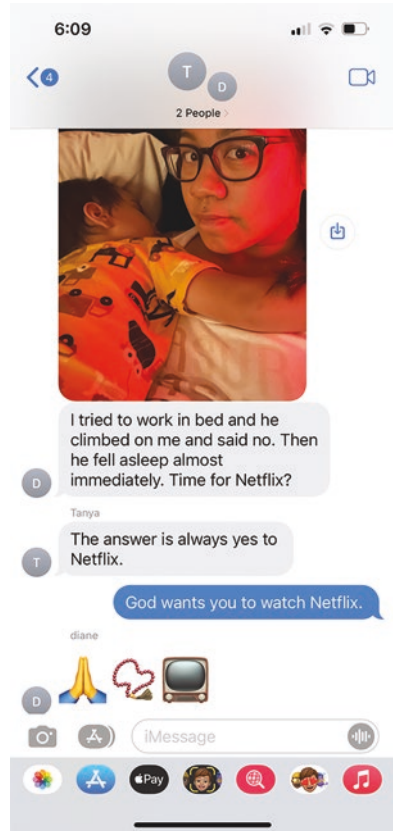 6:09
4
T
D
2 People
I tried to work in bed and he
climbed on me and said no. Then
he fell asleep almost
immediately. Time for Netflix?
D
Tanya
The answer is always yes to
Netflix.
T
God wants you to watch Netflix.
diane
D
iMessage
Pay